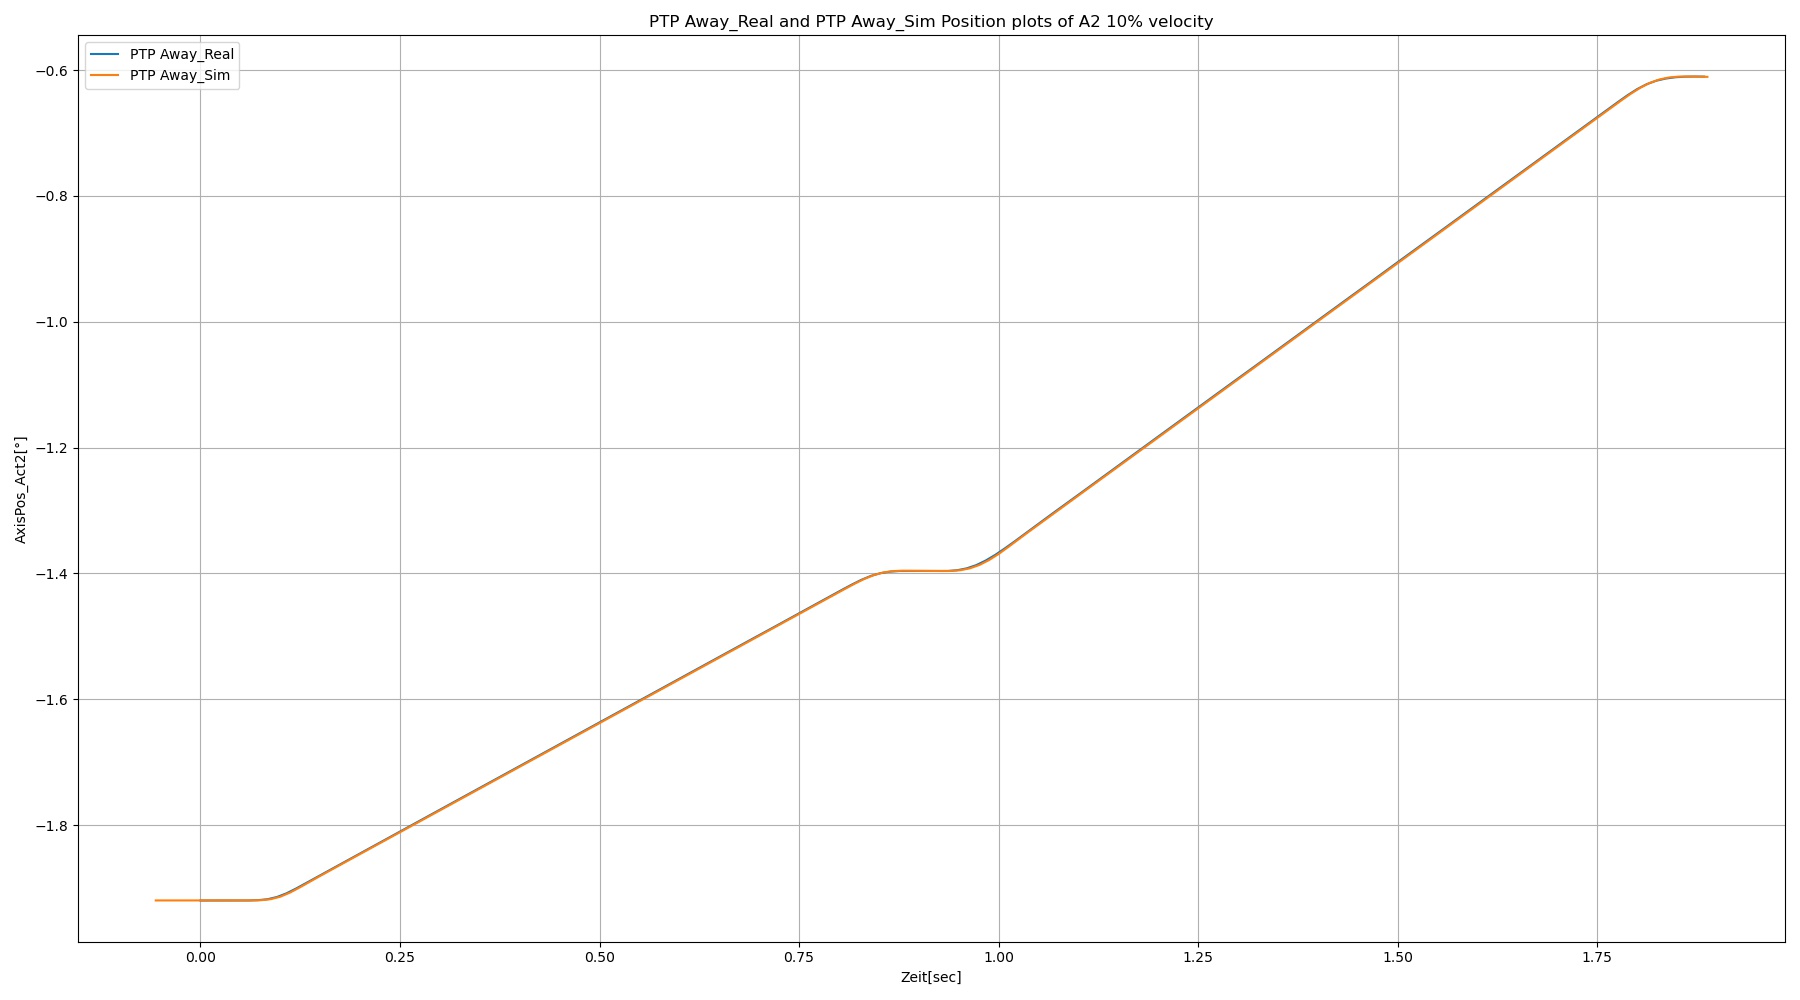 PTP Away_Real and PTP Away_Sim Position plots of A2 10% velocity
PTP Away_Real
PTP Away_Sim
−0.6
−0.8
−1.0
−1.2
−1.4
−1.6
−1.8
AxisPos_Act2[°]
0.00 0.25 0.50 0.75 1.00 1.25 1.50 1.75
Zeit[sec]